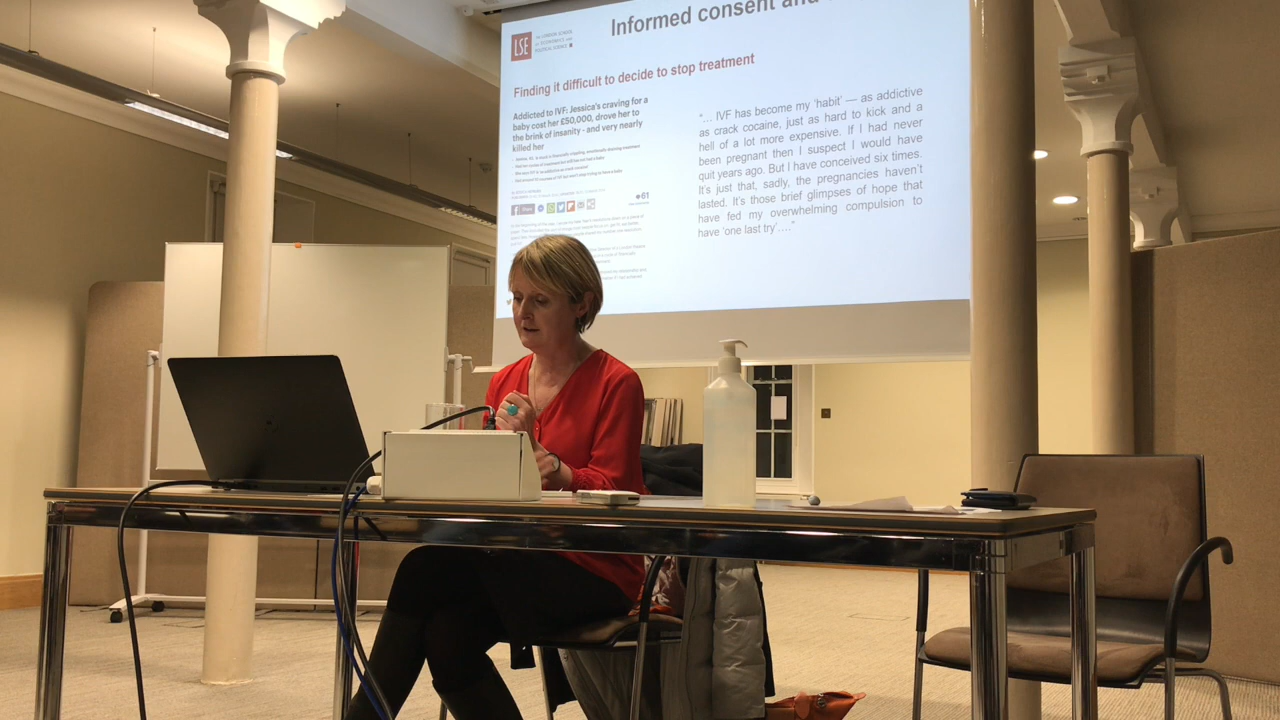 Informed consent and
LSE
THE LONDON SCHOOL
OF ECONOMICS AND
POLITICAL SCIENCE
Finding it difficult to decide to stop treatment
Addicted to IVF: Jessica's craving for a
baby cost her £50,000, drove her to
the brink of insanity - and very nearly
killed her
Share
61
"… IVF has become my 'habit' — as addictive
as crack cocaine, just as hard to kick and a
hell of a lot more expensive. If I had never
been pregnant then I suspect I would have
quit years ago. But I have conceived six times.
It's just that, sadly, the pregnancies haven't
lasted. It's those brief glimpses of hope that
have fed my overwhelming compulsion to
have 'one last try'…."